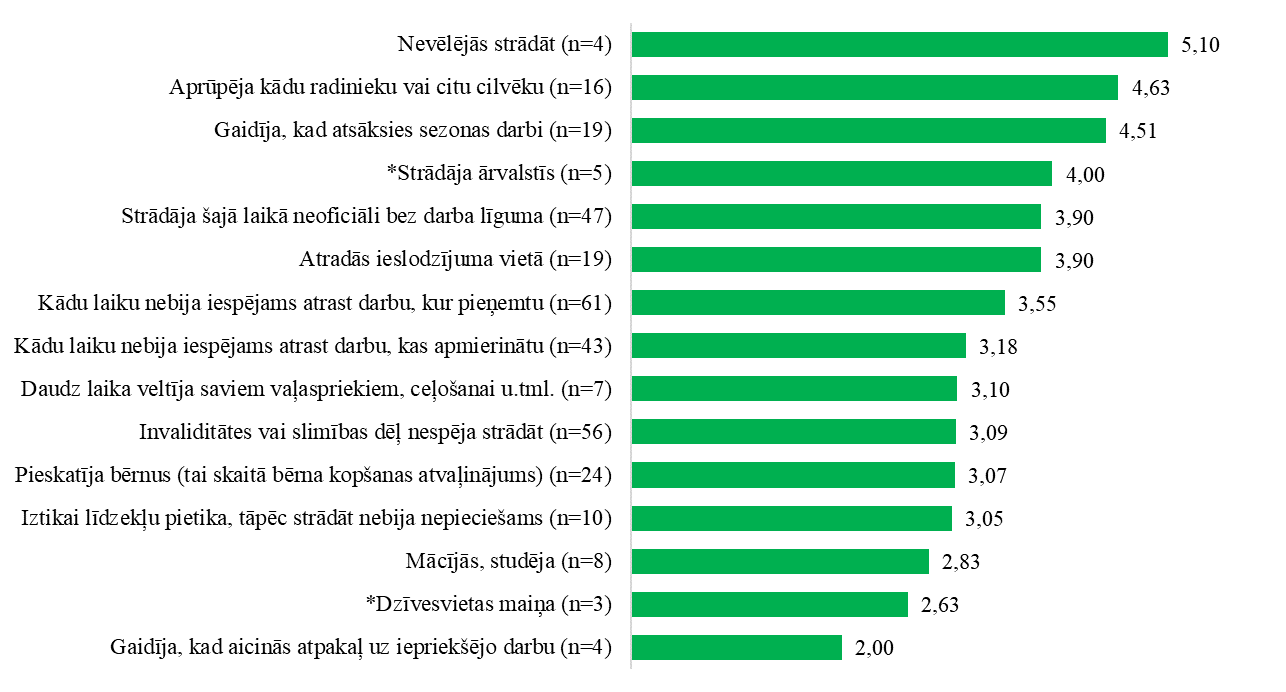 Nevēlējās strādāt (n=4) 5,10
Aprūpēja kādu radinieku vai citu cilvēku (n=16) 4,63
Gaidīja, kad atsāksies sezonas darbi (n=19) 4,51
*Strādāja ārvalstīs (n=5) 4,00
Strādāja šajā laikā neoficiāli bez darba līguma (n=47) 3,90
Atradās ieslodzījuma vietā (n=19) 3,90
Kādu laiku nebija iespējams atrast darbu, kur pieņemtu (n=61) 3,55
Kādu laiku nebija iespējams atrast darbu, kas apmierinātu (n=43) 3,18
Daudz laika veltīja saviem vaļaspriekiem, ceļošanai u.tml. (n=7) 3,10
Invaliditātes vai slimības dēļ nespēja strādāt (n=56) 3,09
Pieskatīja bērnus (tai skaitā bērna kopšanas atvaļinājums) (n=24) 3,07
Iztikai līdzekļu pietika, tāpēc strādāt nebija nepieciešams (n=10) 3,05
Mācījās, studēja (n=8) 2,83
*Dzīvesvietas maiņa (n=3) 2,63
Gaidīja, kad aicinās atpakaļ uz iepriekšējo darbu (n=4) 2,00